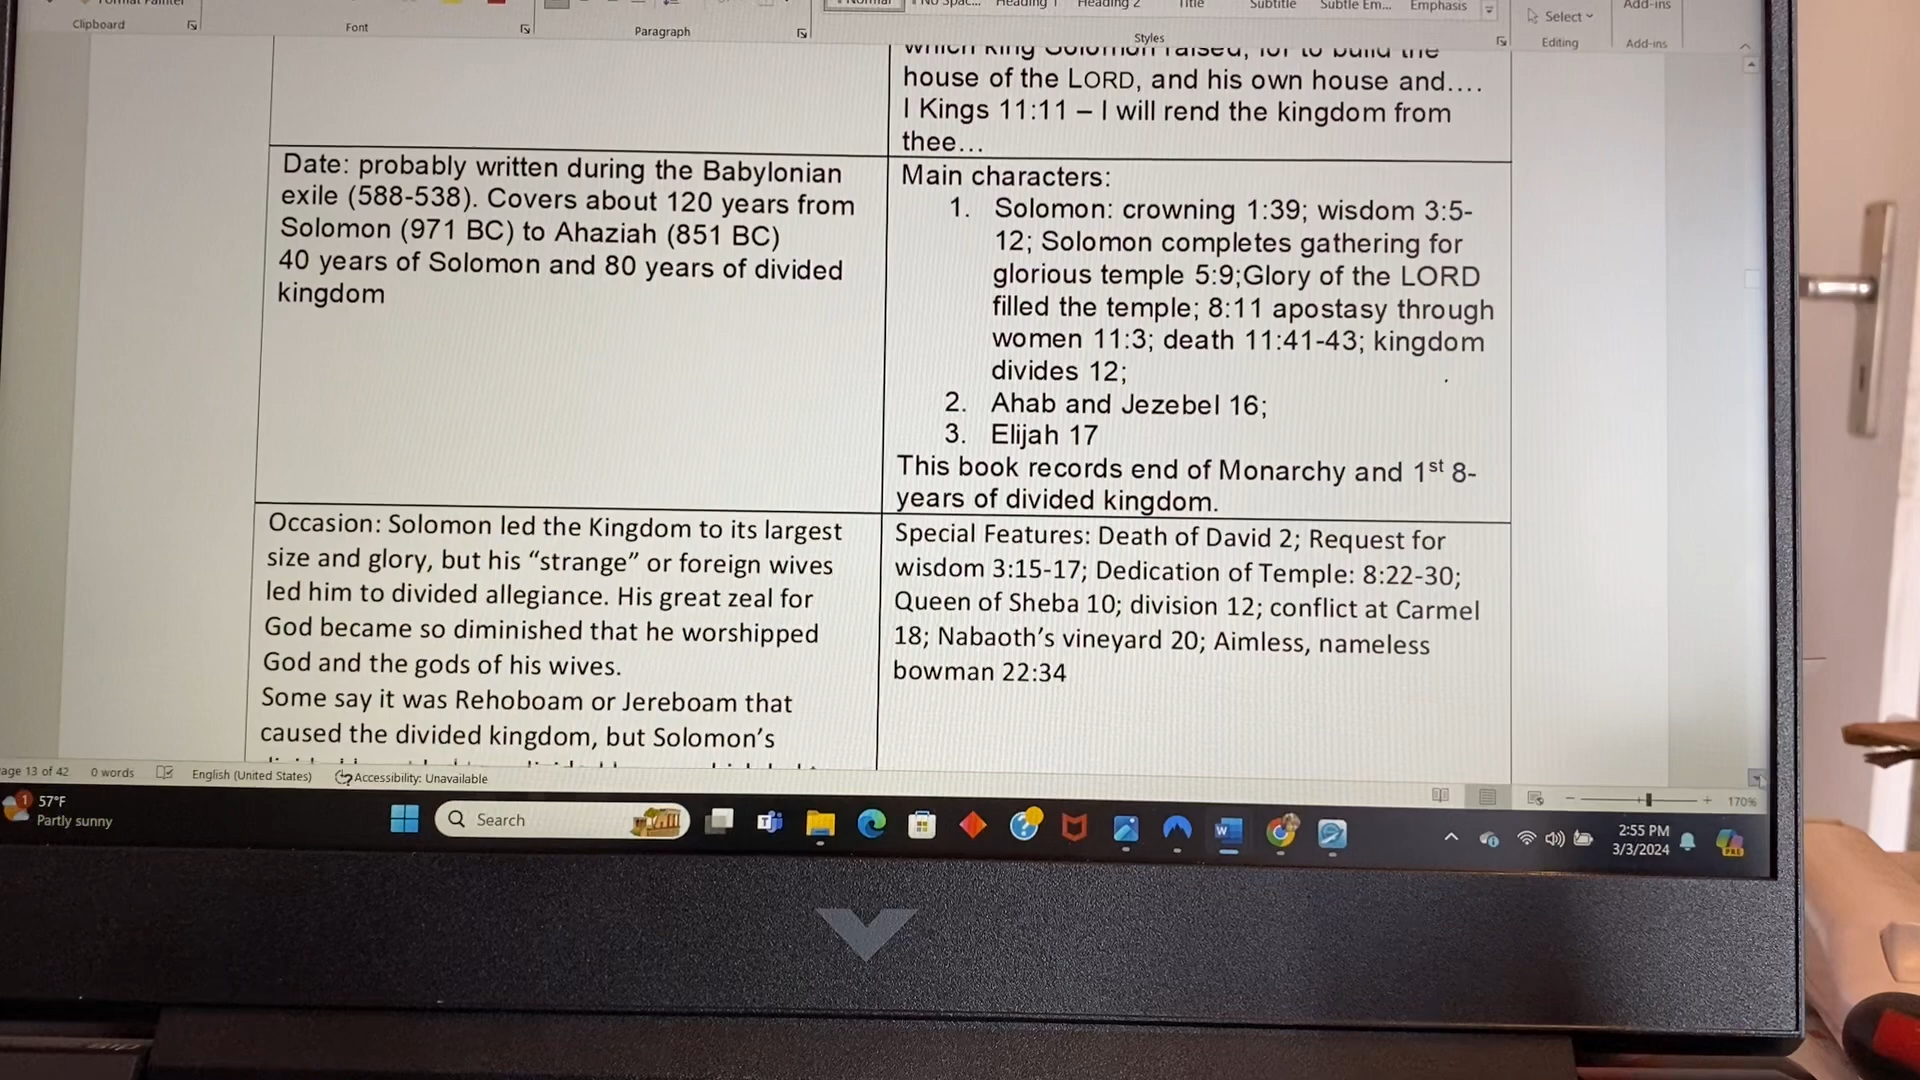 Clipboard
Font
Paragraph
Styles
Editing
Add-ins
Heading 1
Heading 2
Title
Subtitle
Subtle Em...
Emphasis
Select
Add-ins
which King Solomon raised, for to build the
house of the LORD, and his own house and....
I Kings 11:11 – I will rend the kingdom from
thee...
Date: probably written during the Babylonian
exile (588-538). Covers about 120 years from
Solomon (971 BC) to Ahaziah (851 BC)
40 years of Solomon and 80 years of divided
kingdom
Main characters:
1. Solomon: crowning 1:39; wisdom 3:5-
12; Solomon completes gathering for
glorious temple 5:9;Glory of the LORD
filled the temple; 8:11 apostasy through
women 11:3; death 11:41-43; kingdom
divides 12;
2. Ahab and Jezebel 16;
3. Elijah 17
This book records end of Monarchy and 1st 8-
years of divided kingdom.
Occasion: Solomon led the Kingdom to its largest
size and glory, but his “strange” or foreign wives
led him to divided allegiance. His great zeal for
God became so diminished that he worshipped
God and the gods of his wives.
Some say it was Rehoboam or Jereboam that
caused the divided kingdom, but Solomon’s
Special Features: Death of David 2; Request for
wisdom 3:15-17; Dedication of Temple: 8:22-30;
Queen of Sheba 10; division 12; conflict at Carmel
18; Nabaoth’s vineyard 20; Aimless, nameless
bowman 22:34
age 13 of 42 0 words English (United States) Accessibility: Unavailable
170%
1
57°F
Partly sunny
Search
W
2:55 PM
3/3/2024
PRE